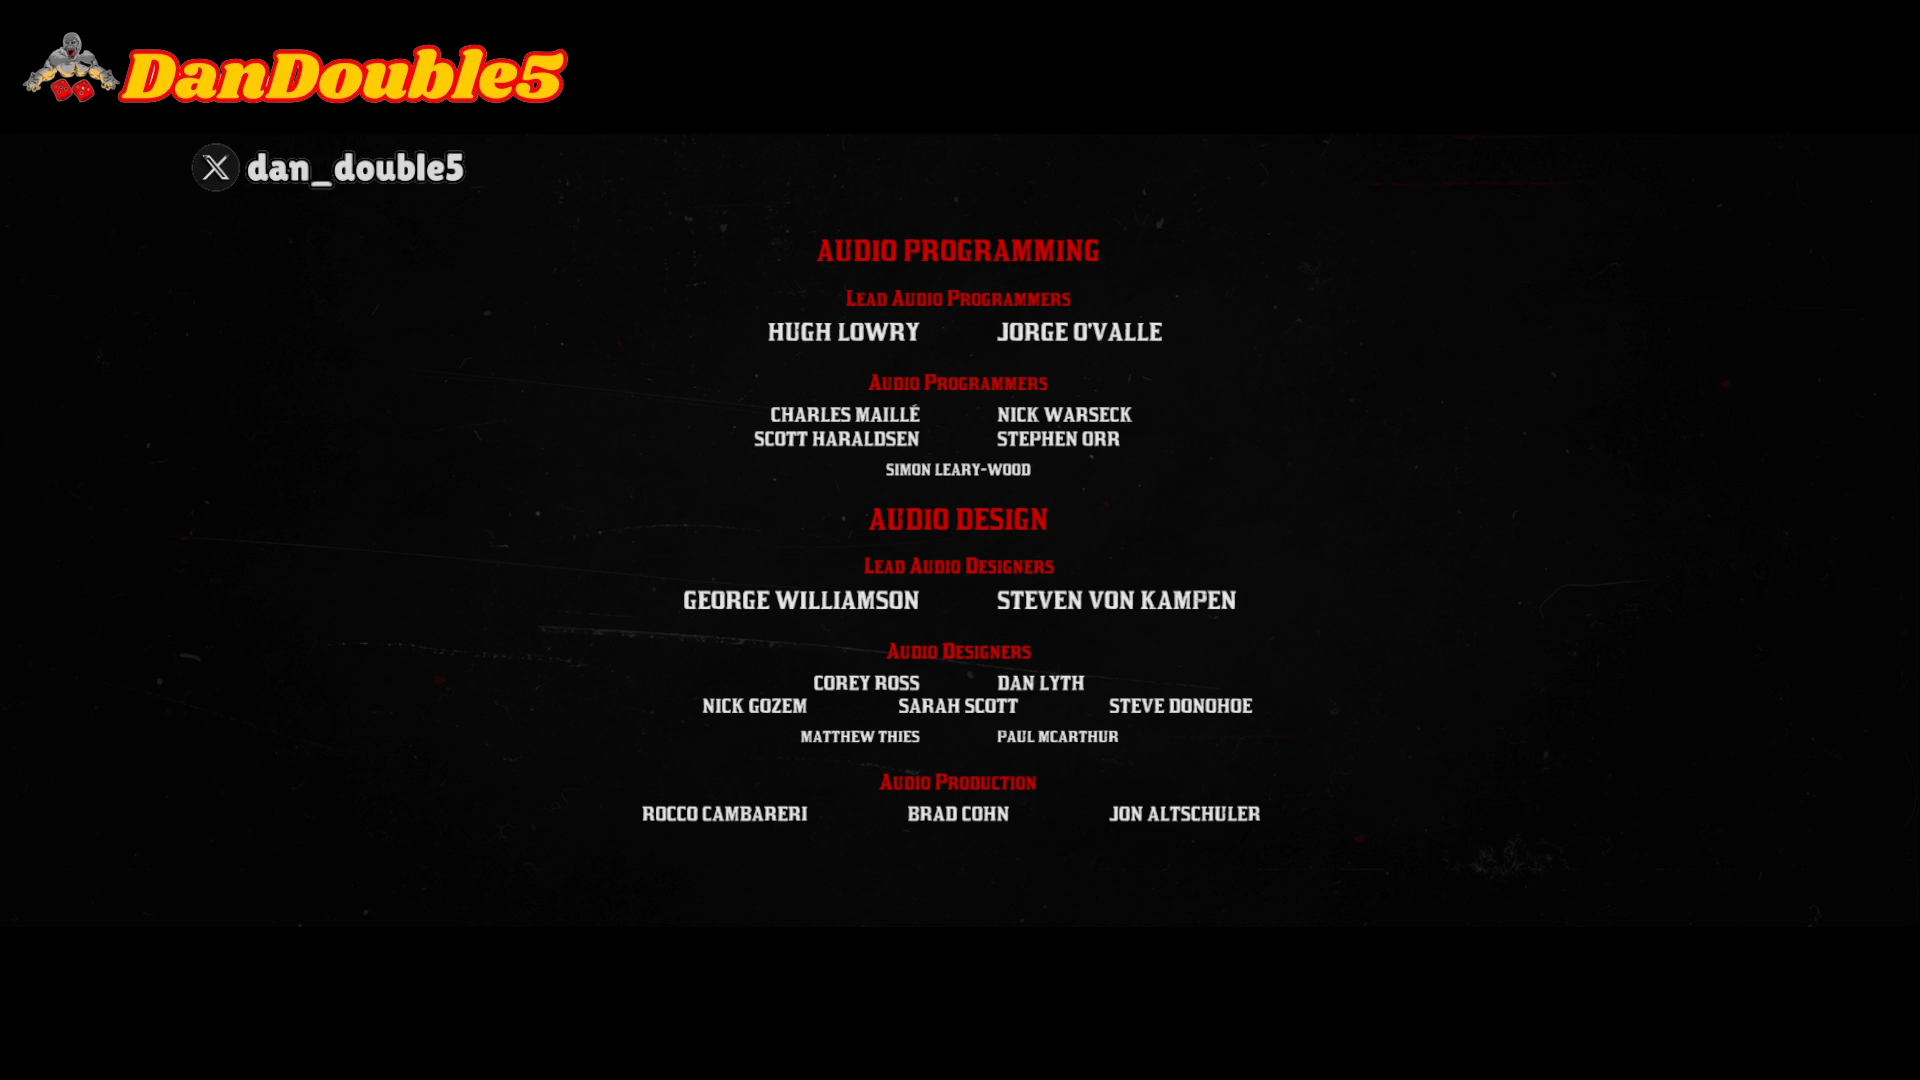 DanDouble5
dan_double5
AUDIO PROGRAMMING
LEAD AUDIO PROGRAMMERS
HUGH LOWRY JORGE O'VALLE
AUDIO PROGRAMMERS
CHARLES MAILLÉ NICK WARSECK
SCOTT HARALDSEN STEPHEN ORR
SIMON LEARY-WOOD
AUDIO DESIGN
LEAD AUDIO DESIGNERS
GEORGE WILLIAMSON STEVEN VON KAMPEN
AUDIO DESIGNERS
COREY ROSS DAN LYTH
NICK GOZEM SARAH SCOTT STEVE DONOHOE
MATTHEW THIES PAUL MCARTHUR
AUDIO PRODUCTION
ROCCO CAMBARERI BRAD COHN JON ALTSCHULER